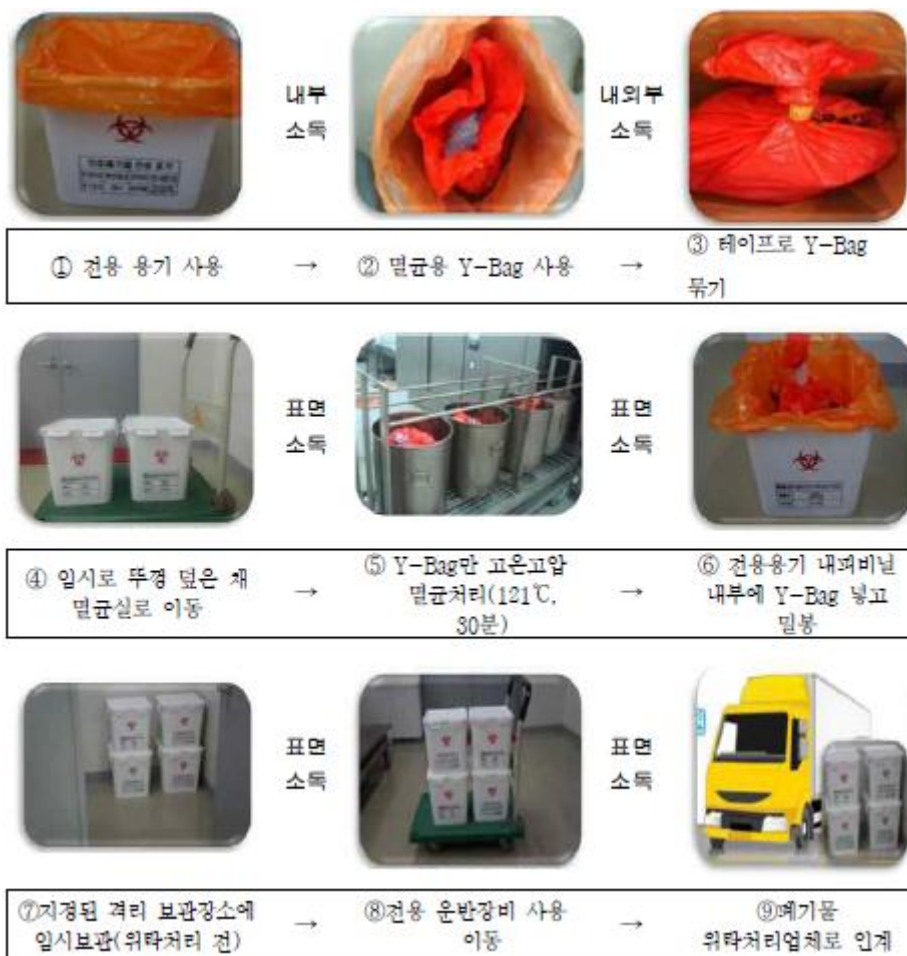 내부
소독
내외부
소독
① 전용 용기 사용
→
② 멸균용 Y-Bag 사용
→
③ 테이프로 Y-Bag
묶기
표면
소독
표면
소독
④ 임시로 뚜껑 덮은 채
멸균실로 이동
→
⑤ Y-Bag만 고온고압
멸균처리(121℃,
30분)
→
⑥ 전용용기 내피비닐
내부에 Y-Bag 넣고
밀봉
표면
소독
표면
소독
⑦지정된 격리 보관장소에
임시보관(위탁처리 전)
→
⑧전용 운반장비 사용
이동
→
⑨폐기물
위탁처리업체로 인계